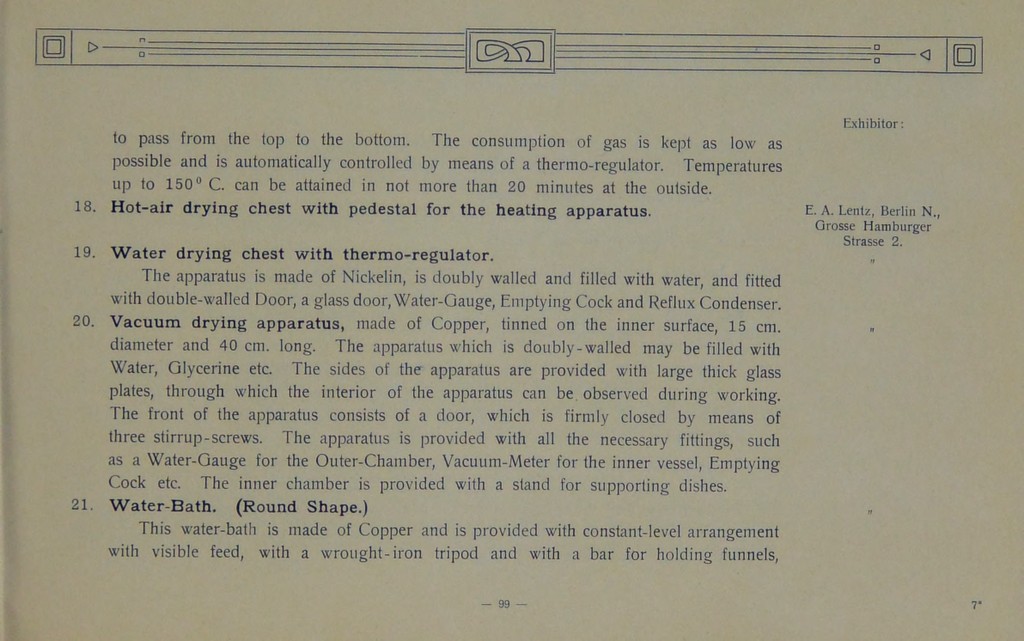 Exhibitor:
to pass from the top to the bottom. The consumption of gas is kept as low as
possible and is automatically controlled by means of a thermo-regulator. Temperatures
up to 150⁰ C. can be attained in not more than 20 minutes at the outside.
18. Hot-air drying chest with pedestal for the heating apparatus.
E. A. Lentz, Berlin N.,
Grosse Hamburger
Strasse 2.
19. Water drying chest with thermo-regulator.
"
The apparatus is made of Nickelin, is doubly walled and filled with water, and fitted
with double-walled Door, a glass door, Water-Gauge, Emptying Cock and Reflux Condenser.
20. Vacuum drying apparatus, made of Copper, tinned on the inner surface, 15 cm.
"
diameter and 40 cm. long. The apparatus which is doubly-walled may be filled with
Water, Glycerine etc. The sides of the apparatus are provided with large thick glass
plates, through which the interior of the apparatus can be observed during working.
The front of the apparatus consists of a door, which is firmly closed by means of
three stirrup-screws. The apparatus is provided with all the necessary fittings, such
as a Water-Gauge for the Outer-Chamber, Vacuum-Meter for the inner vessel, Emptying
Cock etc. The inner chamber is provided with a stand for supporting dishes.
21. Water-Bath. (Round Shape.)
"
This water-bath is made of Copper and is provided with constant-level arrangement
with visible feed, with a wrought-iron tripod and with a bar for holding funnels,
— 99 —
7*